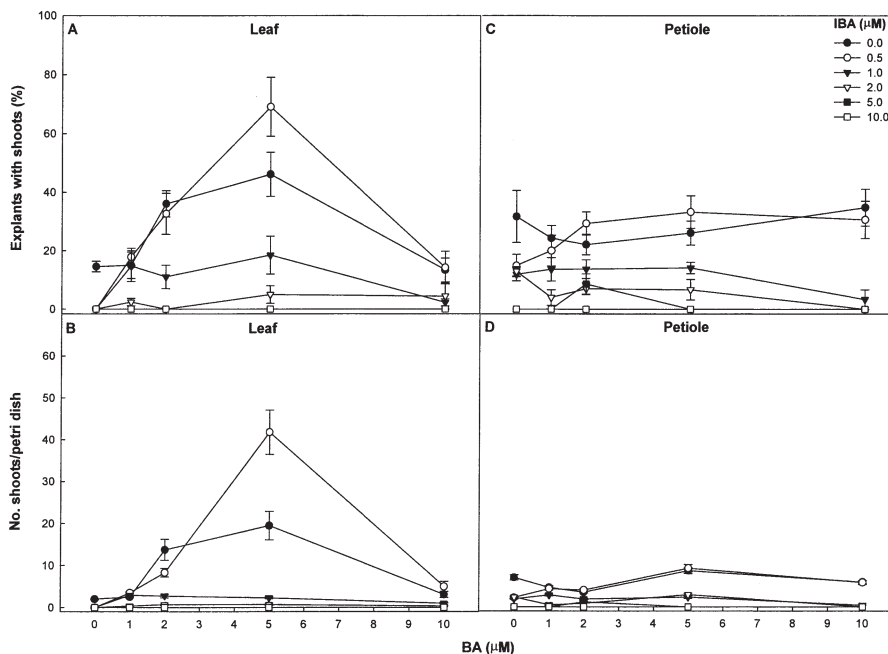 A Leaf
Explants with shoots (%)
100
80
60
40
20
0
C Petiole
IBA (µM)
0.0
0.5
1.0
2.0
5.0
10.0
B Leaf
No. shoots/petri dish
60
50
40
30
20
10
0
0 1 2 3 4 5 6 7 8 9 10
D Petiole
0 1 2 3 4 5 6 7 8 9 10
BA (µM)